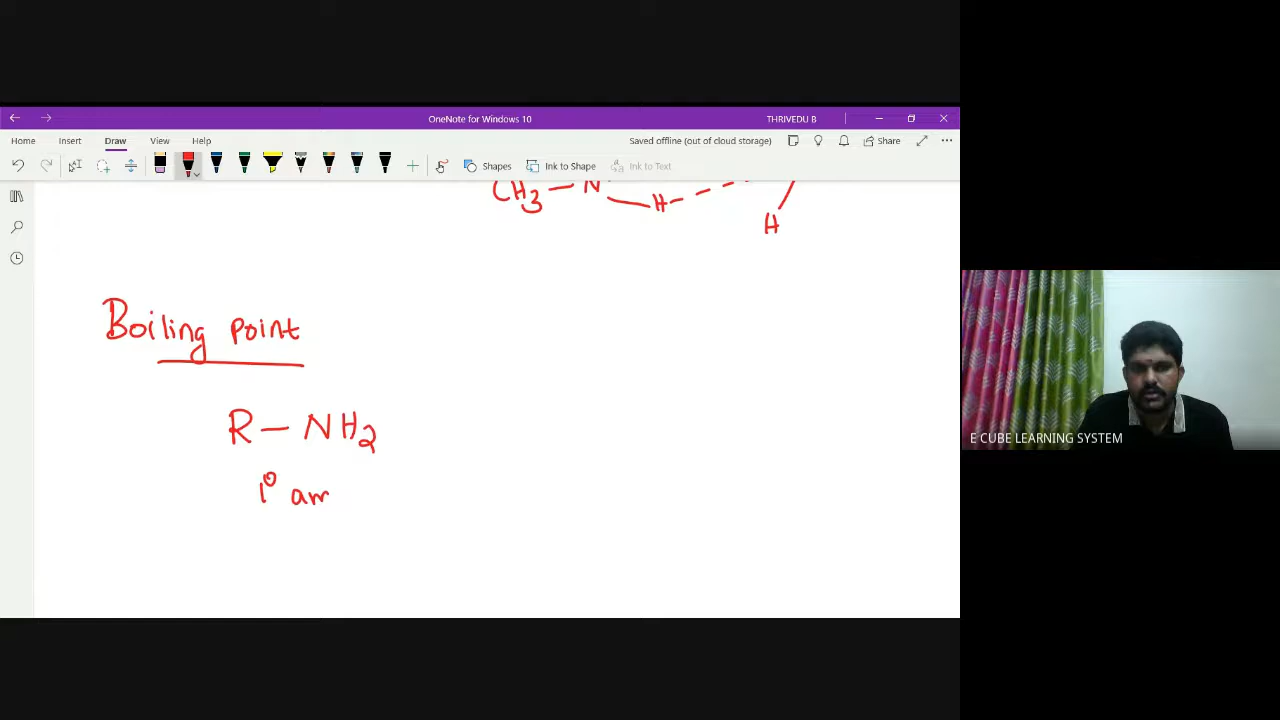 OneNote for Windows 10
THRIVEDU B
Home Insert Draw View Help
Saved offline (out of cloud storage)
Share
Shapes
Ink to Shape
Ink to Text
CH3 — N — H
H
Boiling point
R — NH2
1° am
E CUBE LEARNING SYSTEM